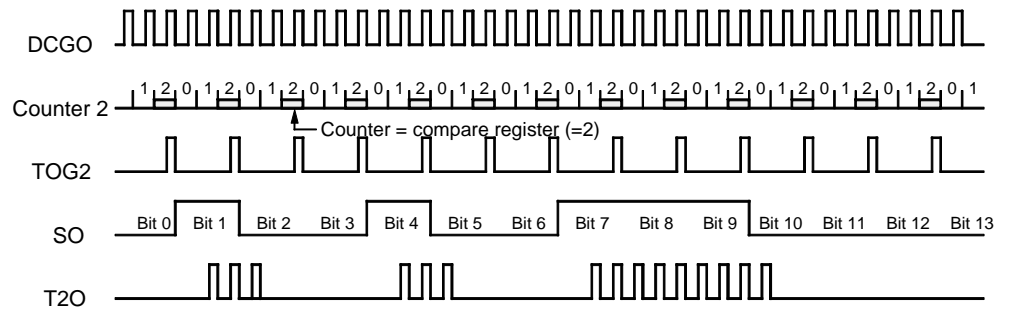 DCGO
1 2 0 1 2 0 1 2 0 1 2 0 1 2 0 1 2 0 1 2 0 1 2 0 1 2 0 1 2 0 1 2 0 1 2 0 1 2 0 1
Counter 2
Counter = compare register (=2)
TOG2
SO
Bit 0 Bit 1 Bit 2 Bit 3 Bit 4 Bit 5 Bit 6 Bit 7 Bit 8 Bit 9 Bit 10 Bit 11 Bit 12 Bit 13
T2O